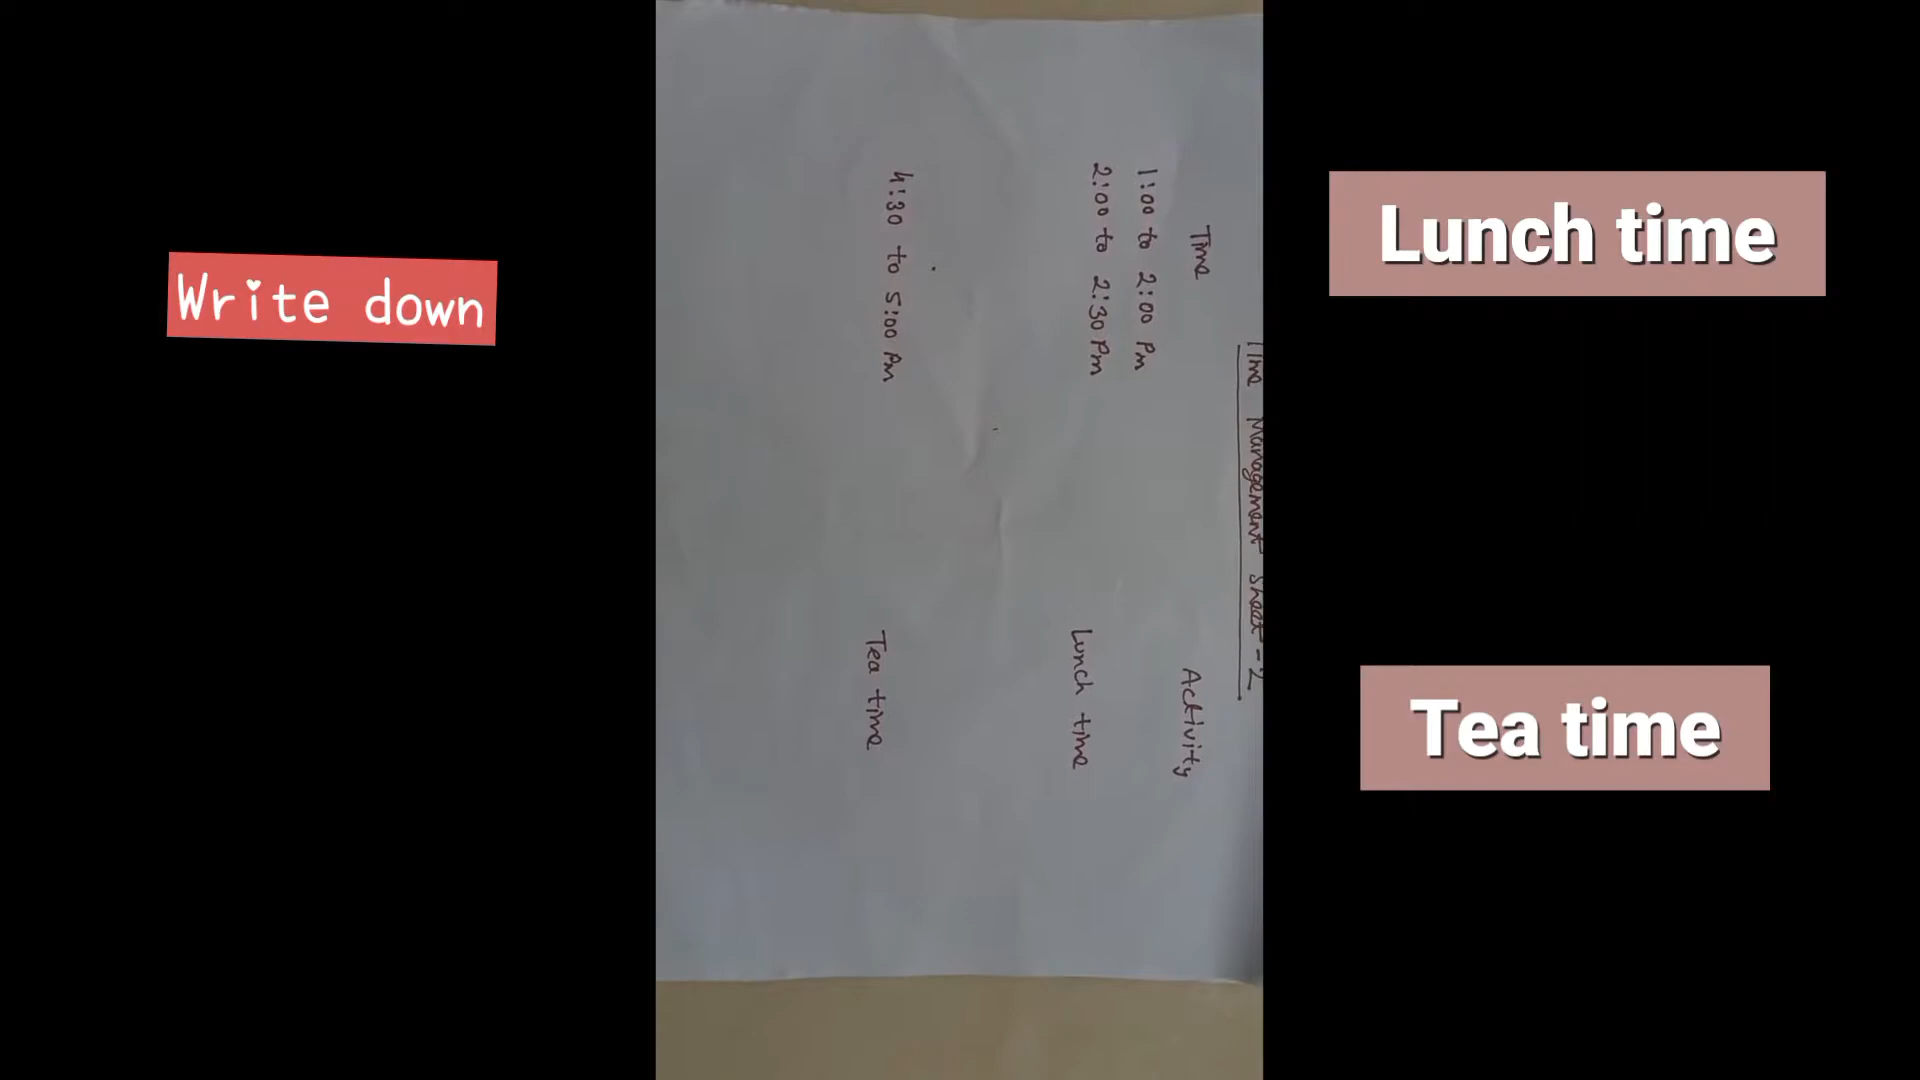 Write down
Time Management Sheet-2
Time Activity
1:00 to 2:00 Pm
2:00 to 2:30 Pm Lunch time
4:30 to 5:00 Pm Tea time
Lunch time
Tea time